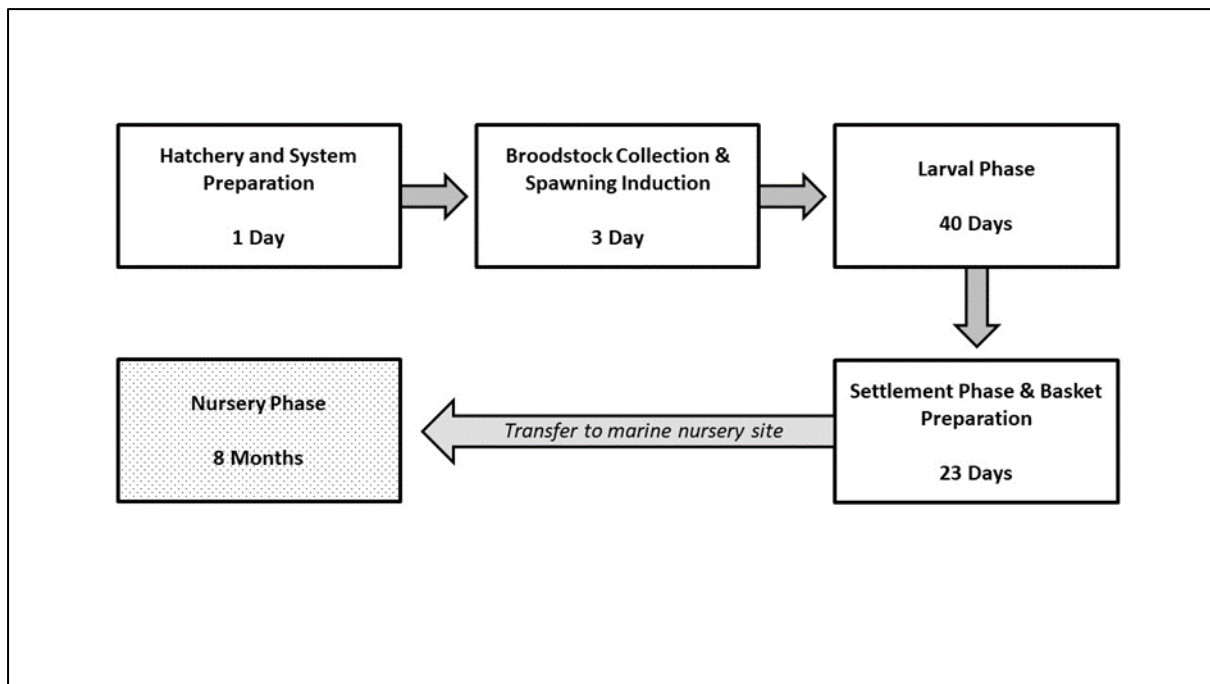 Hatchery and System
Preparation
1 Day
Broodstock Collection &
Spawning Induction
3 Day
Larval Phase
40 Days
Settlement Phase & Basket
Preparation
23 Days
Transfer to marine nursery site
Nursery Phase
8 Months